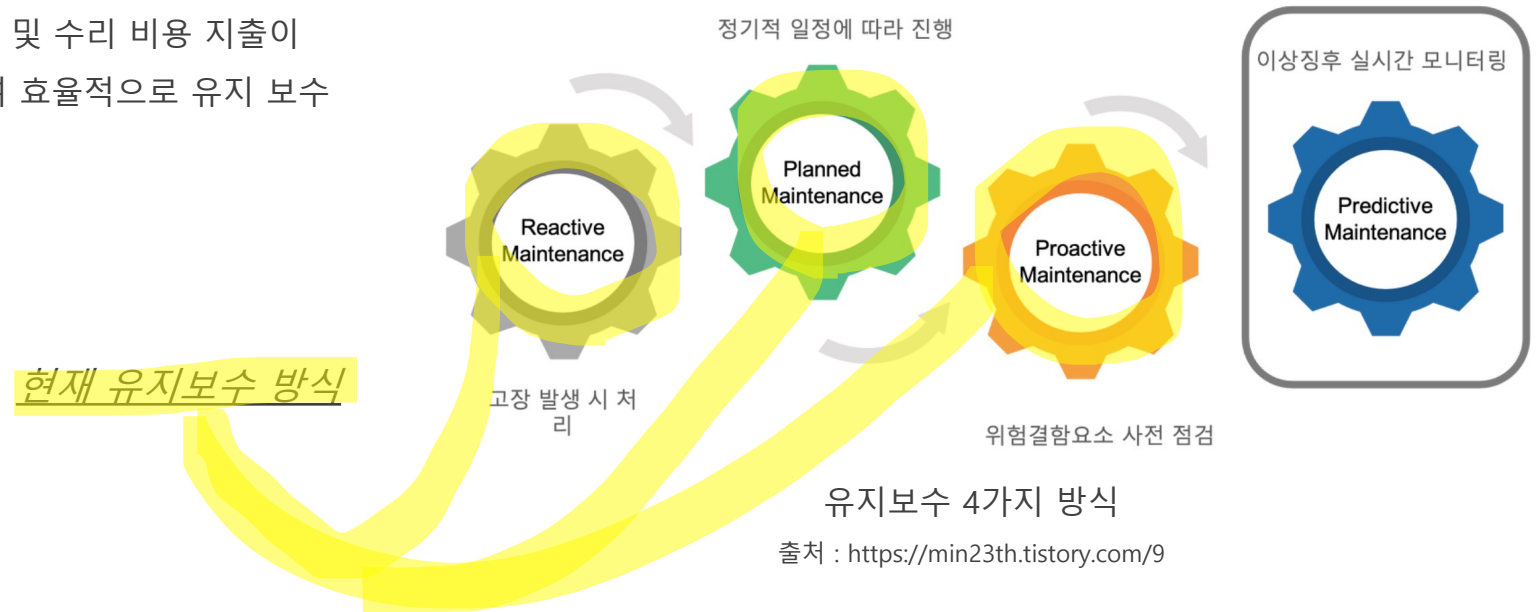 및 수리 비용 지출이
효율적으로 유지 보수
정기적 일정에 따라 진행
이상징후 실시간 모니터링
Reactive
Maintenance
Planned
Maintenance
Proactive
Maintenance
Predictive
Maintenance
현재 유지보수 방식
고장 발생 시 처
리
위험결함요소 사전 점검
유지보수 4가지 방식
출처 : https://min23th.tistory.com/9